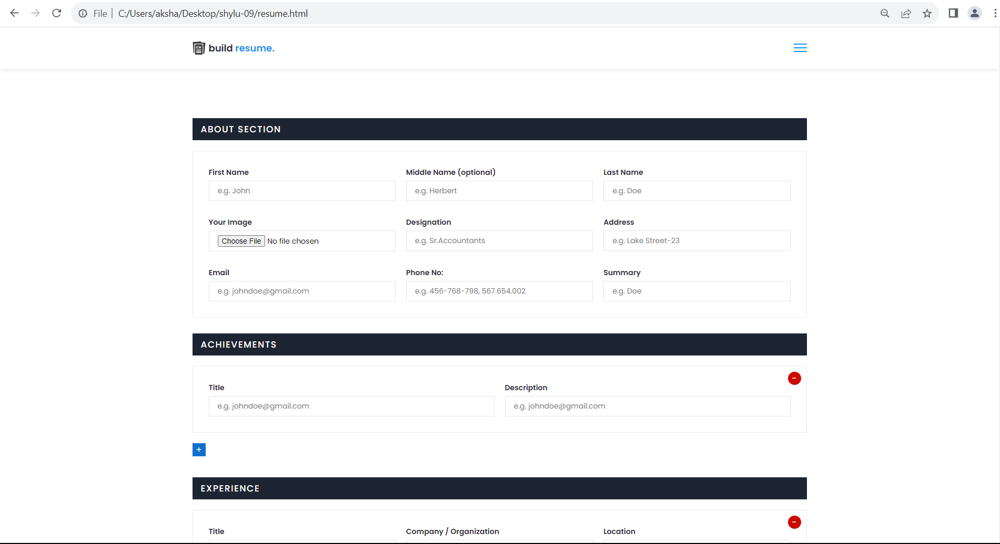 File | C:/Users/aksha/Desktop/shylu-09/resume.html
CV build resume.
ABOUT SECTION
First Name Middle Name (optional) Last Name
e.g. John e.g. Herbert e.g. Doe
Your Image Designation Address
Choose File No file chosen e.g. Sr.Accountants e.g. Lake Street-23
Email Phone No: Summary
e.g. johndoe@gmail.com e.g. 456-768-798, 567.654.002 e.g. Doe
ACHIEVEMENTS
-
Title Description
e.g. johndoe@gmail.com e.g. johndoe@gmail.com
+
EXPERIENCE
-
Title Company / Organization Location